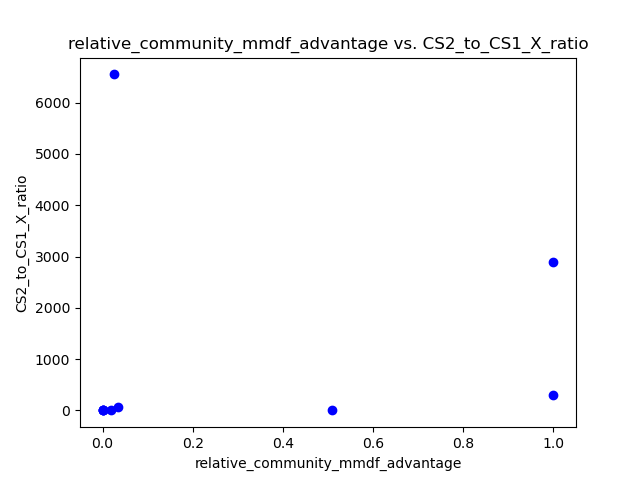 relative_community_mmdf_advantage vs. CS2_to_CS1_X_ratio
CS2_to_CS1_X_ratio
6000
5000
4000
3000
2000
1000
0
0.0 0.2 0.4 0.6 0.8 1.0
relative_community_mmdf_advantage